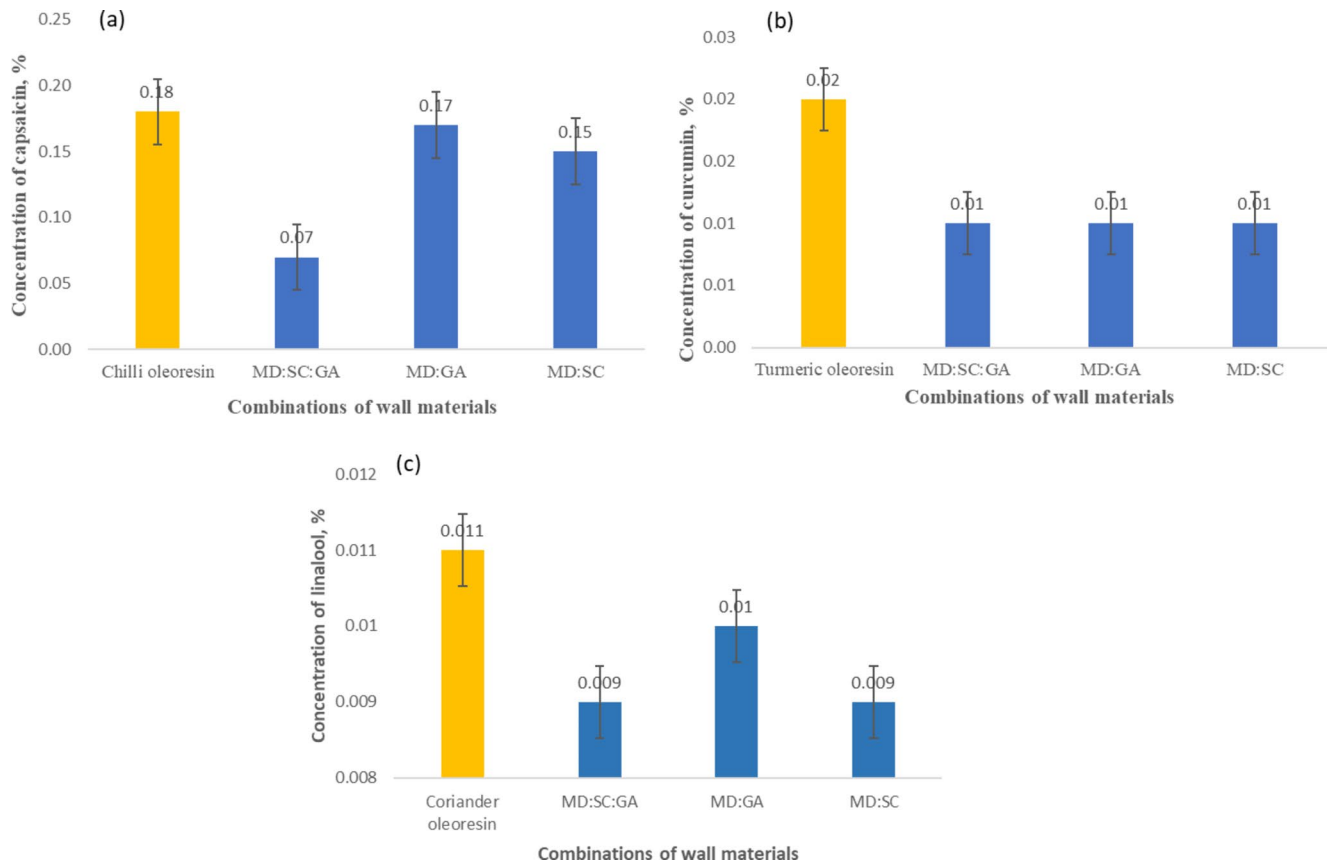 (a)
Concentration of capsaicin, %
0.25
0.20
0.15
0.10
0.05
0.00
0.18
0.07
0.17
0.15
Chilli oleoresin MD:SC:GA MD:GA MD:SC
Combinations of wall materials
(b)
Concentration of curcumin, %
0.03
0.02
0.02
0.01
0.01
0.00
0.02
0.01
0.01
0.01
Turmeric oleoresin MD:SC:GA MD:GA MD:SC
Combinations of wall materials
(c)
Concentration of linalool, %
0.012
0.011
0.01
0.009
0.008
0.011
0.009
0.01
0.009
Coriander
oleoresin
MD:SC:GA MD:GA MD:SC
Combinations of wall materials